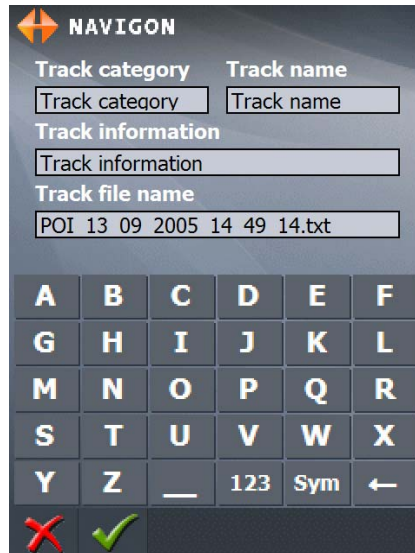 NAVIGON
Track category Track name
Track category Track name
Track information
Track information
Track file name
POI 13 09 2005 14 49 14.txt
A B C D E F
G H I J K L
M N O P Q R
S T U V W X
Y Z __ 123 Sym ←